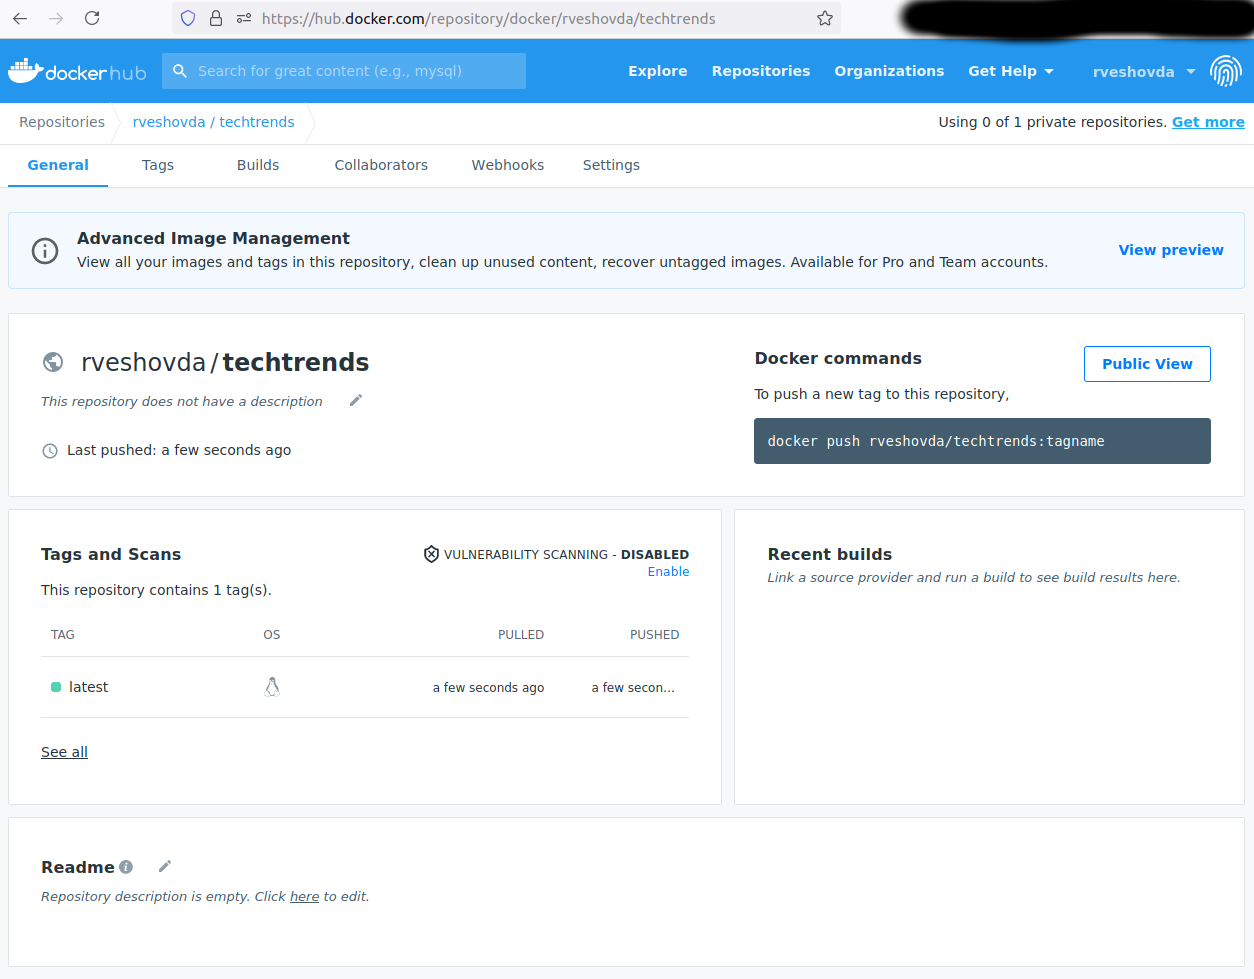 https://hub.docker.com/repository/docker/rveshovda/techtrends
dockerhub
Search for great content (e.g., mysql)
Explore
Repositories
Organizations
Get Help
rveshovda
Repositories
rveshovda / techtrends
Using 0 of 1 private repositories. Get more
General
Tags
Builds
Collaborators
Webhooks
Settings
Advanced Image Management
View all your images and tags in this repository, clean up unused content, recover untagged images. Available for Pro and Team accounts.
View preview
rveshovda / techtrends
This repository does not have a description
Last pushed: a few seconds ago
Docker commands
Public View
To push a new tag to this repository,
docker push rveshovda/techtrends:tagname
Tags and Scans
VULNERABILITY SCANNING - DISABLED
Enable
This repository contains 1 tag(s).
TAG OS PULLED PUSHED
latest a few seconds ago a few secon...
See all
Recent builds
Link a source provider and run a build to see build results here.
Readme
Repository description is empty. Click here to edit.